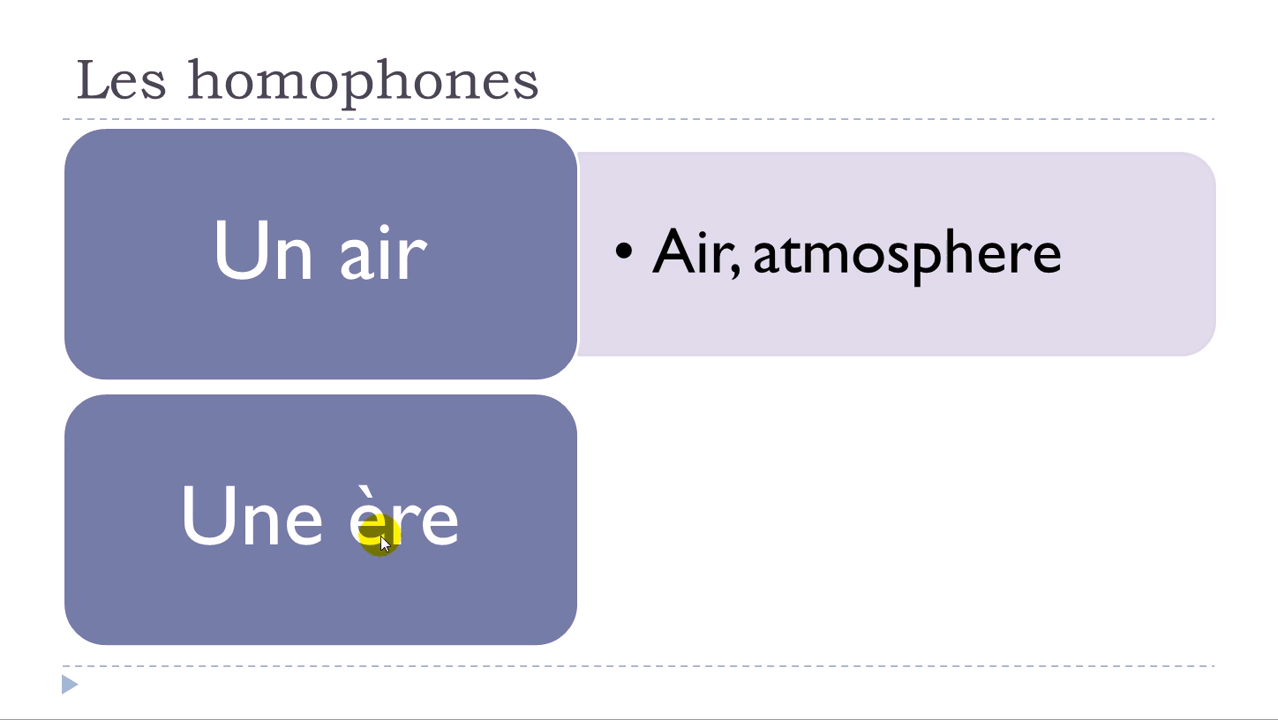 Les homophones
Un air
• Air, atmosphere
Une ère